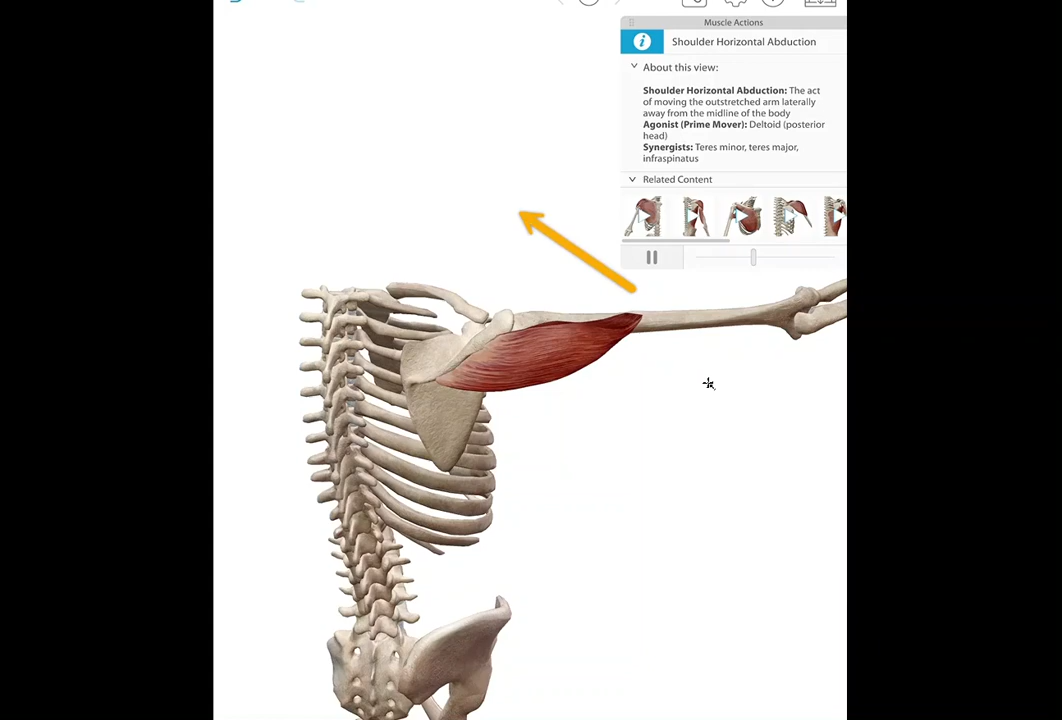 Muscle Actions
Shoulder Horizontal Abduction
About this view:
Shoulder Horizontal Abduction: The act
of moving the outstretched arm laterally
away from the midline of the body
Agonist (Prime Mover): Deltoid (posterior
head)
Synergists: Teres minor, teres major,
infraspinatus
Related Content